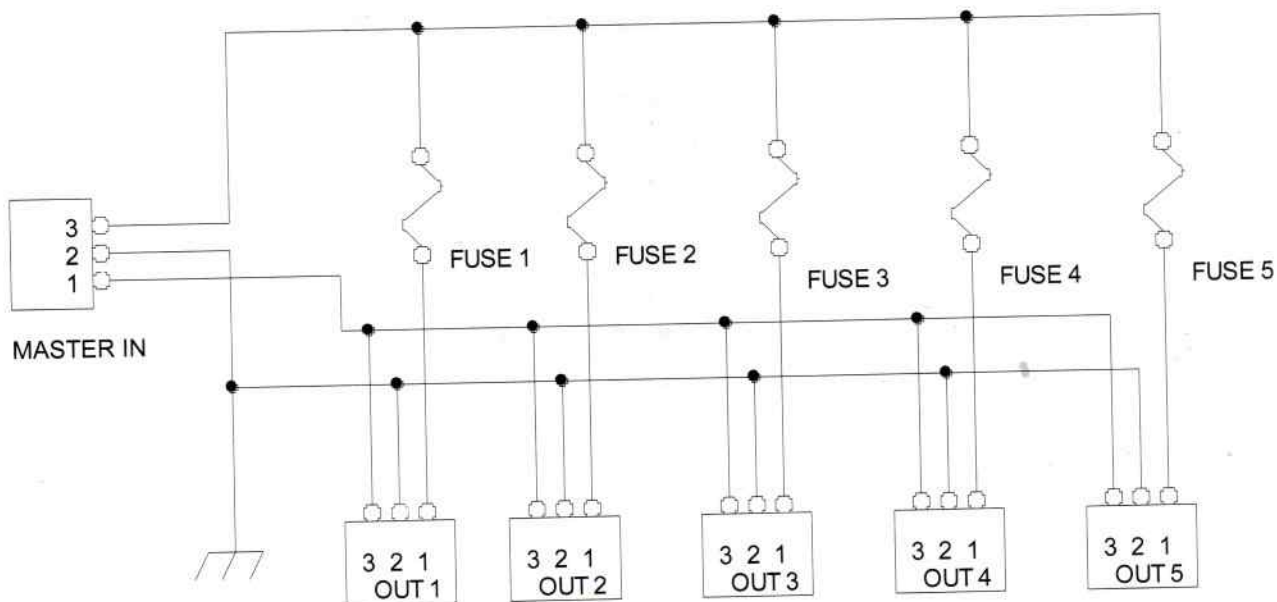 3
2
1
MASTER IN
FUSE 1
FUSE 2
FUSE 3
FUSE 4
FUSE 5
3 2 1
OUT 1
3 2 1
OUT 2
3 2 1
OUT 3
3 2 1
OUT 4
3 2 1
OUT 5